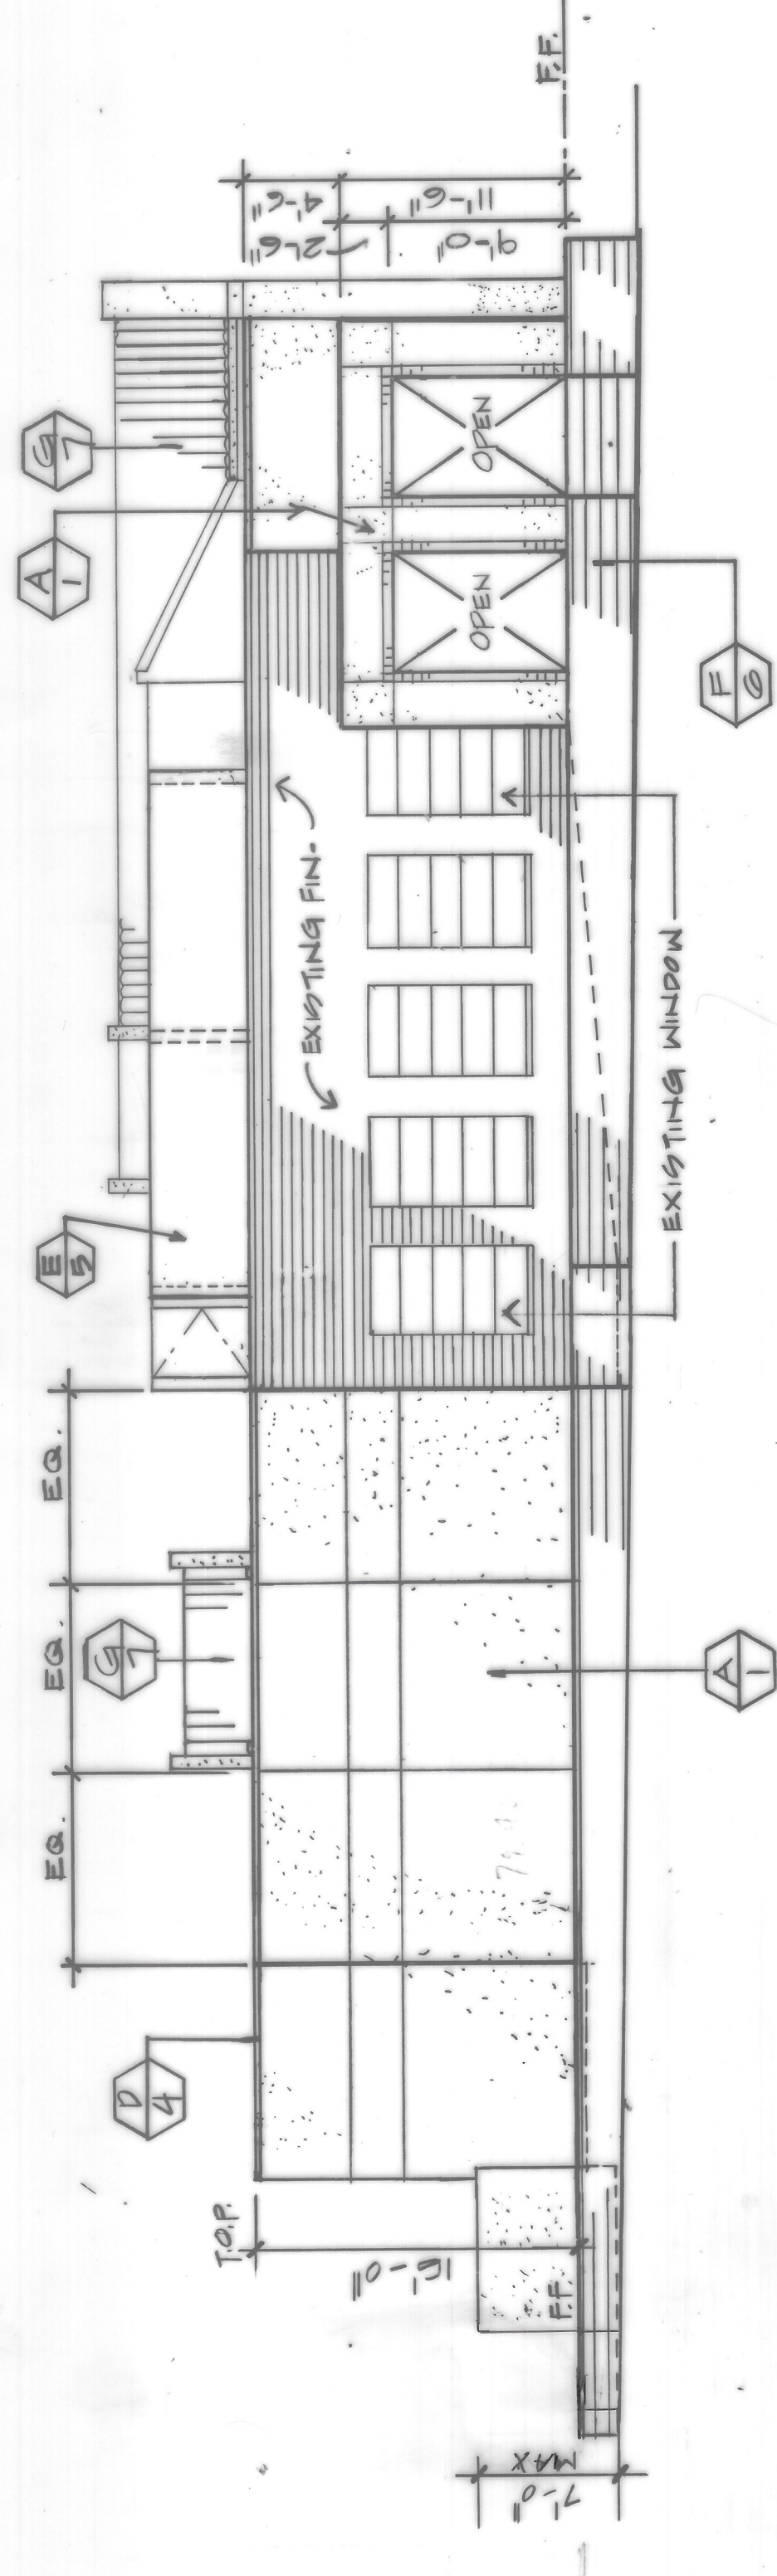 EQ.
EQ.
EQ.
D
4
G
7
E
5
A
1
G
7
T.O.P.
16'-0"
F.F.
7'-0"
MAX
EXISTING FIN.
OPEN
OPEN
4'-6"
2'-6"
11'-6"
9'-0"
F.F.
EXISTING WINDOW
A
1
F
6